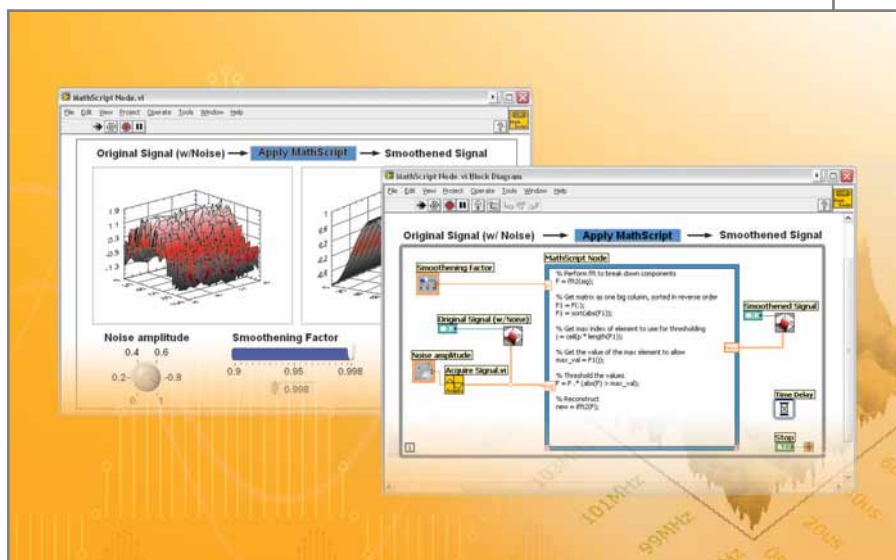 MathScript Node.vi
File Edit View Project Operate Tools Window Help
Original Signal (w/Noise) Apply MathScript Smoothened Signal
Noise amplitude
0.4 0.6
0.2 -0.8
0 1
Smoothening Factor
0.9 0.95 0.998
0.998
MathScript Node.vi Block Diagram
File Edit View Project Operate Tools Window Help
Original Signal (w/ Noise) Apply MathScript Smoothened Signal
MathScript Node
Smoothening Factor
Original Signal (w/Noise)
Noise amplitude
Acquire Signal.vi
% Perform fft to break down components
F = fft2(sig);
% Get matrix as one big column, sorted in reverse order
F1 = F(:);
F1 = sort(abs(F1));
% Get max index of element to use for thresholding
i = ceil(p * length(F1));
% Get the value of the max element to allow
max_val = F1(i);
% Threshold the values
F = F .* (abs(F) > max_val);
% Reconstruct
new = ifft2(F);
Smoothened Signal
Time Delay
Stop
101MHz
99MHz
20us